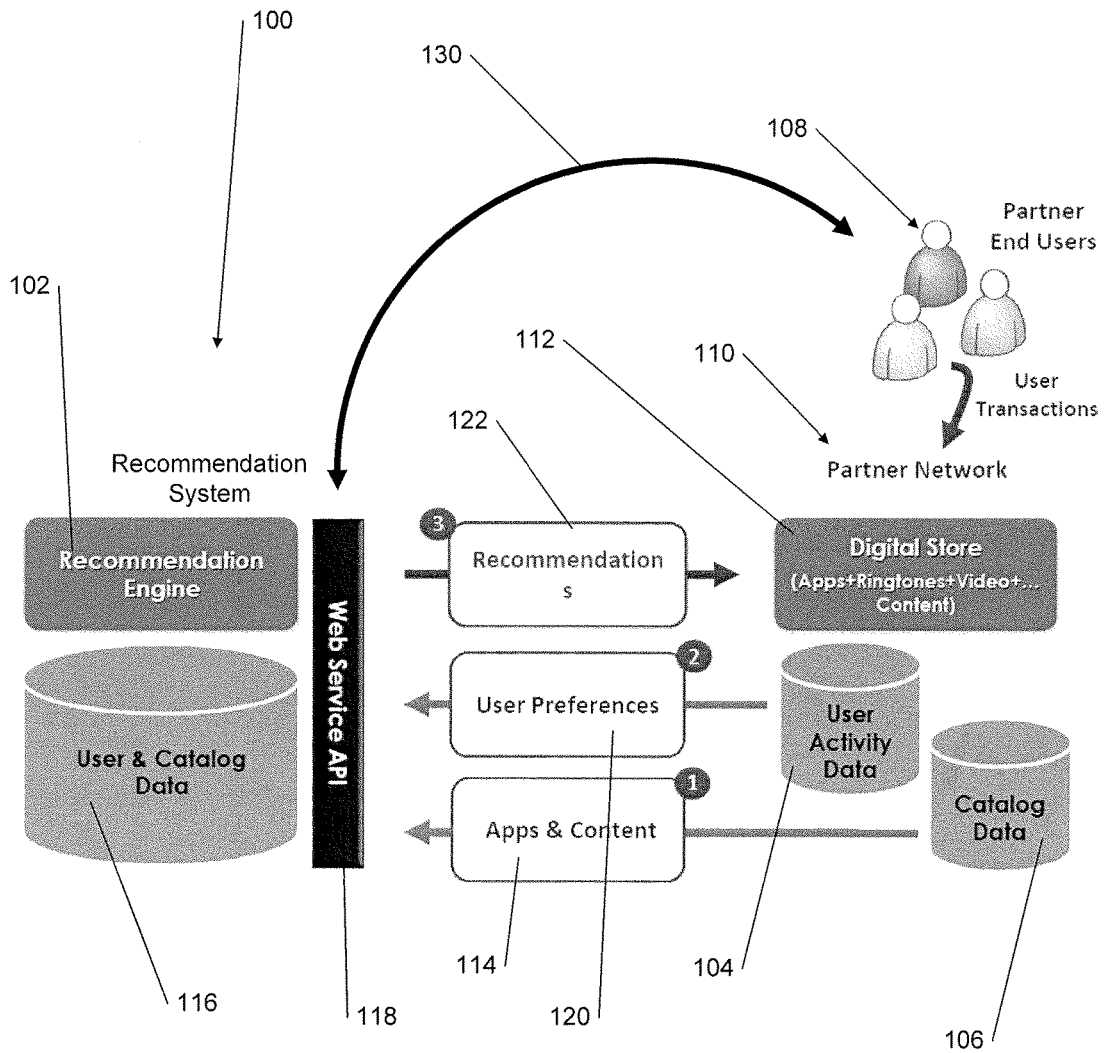 100
130
108
Partner
End Users
102
112
110
User
Transactions
122
Partner Network
Recommendation
System
3
Recommendation
Engine
Recommendation
s
Digital Store
(Apps+Ringtones+Video+...
Content)
Web Service API
2
User Preferences
User
Activity
Data
User & Catalog
Data
1
Apps & Content
Catalog
Data
114
104
116
118
120
106